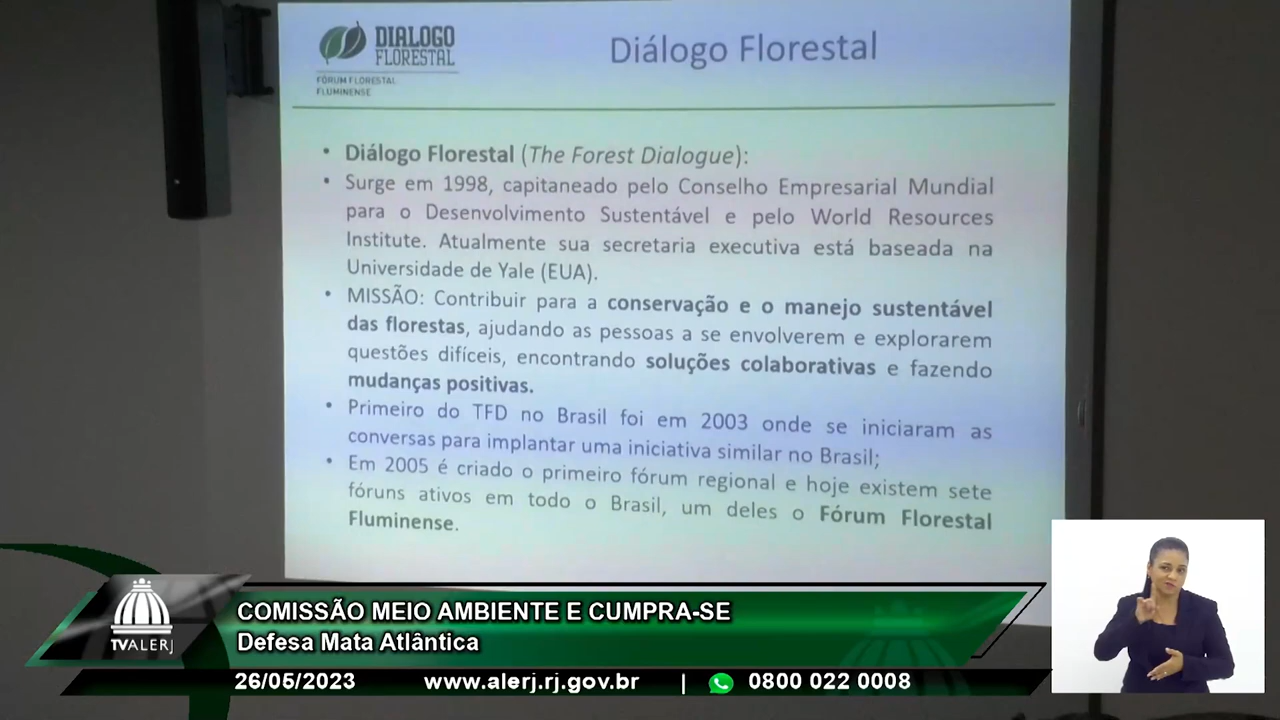 DIALOGO
FLORESTAL
FÓRUM FLORESTAL
FLUMINENSE
Diálogo Florestal
• Diálogo Florestal (The Forest Dialogue):
• Surge em 1998, capitaneado pelo Conselho Empresarial Mundial
para o Desenvolvimento Sustentável e pelo World Resources
Institute. Atualmente sua secretaria executiva está baseada na
Universidade de Yale (EUA).
• MISSÃO: Contribuir para a conservação e o manejo sustentável
das florestas, ajudando as pessoas a se envolverem e explorarem
questões difíceis, encontrando soluções colaborativas e fazendo
mudanças positivas.
• Primeiro do TFD no Brasil foi em 2003 onde se iniciaram as
conversas para implantar uma iniciativa similar no Brasil;
• Em 2005 é criado o primeiro fórum regional e hoje existem sete
fóruns ativos em todo o Brasil, um deles o Fórum Florestal
Fluminense.
COMISSÃO MEIO AMBIENTE E CUMPRA-SE
Defesa Mata Atlântica
TVALERJ
26/05/2023 www.alerj.rj.gov.br | 0800 022 0008